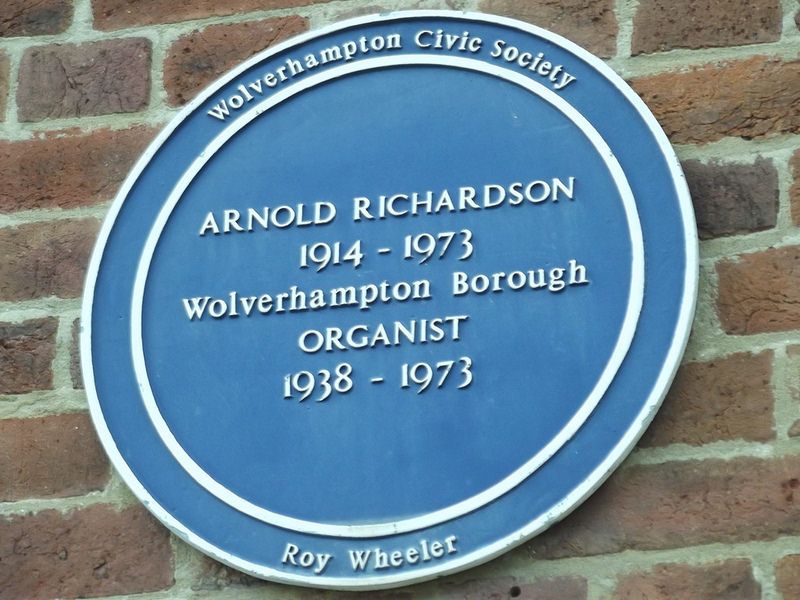 Wolverhampton Civic Society
ARNOLD RICHARDSON
1914 - 1973
Wolverhampton Borough
ORGANIST
1938 - 1973
Roy Wheeler